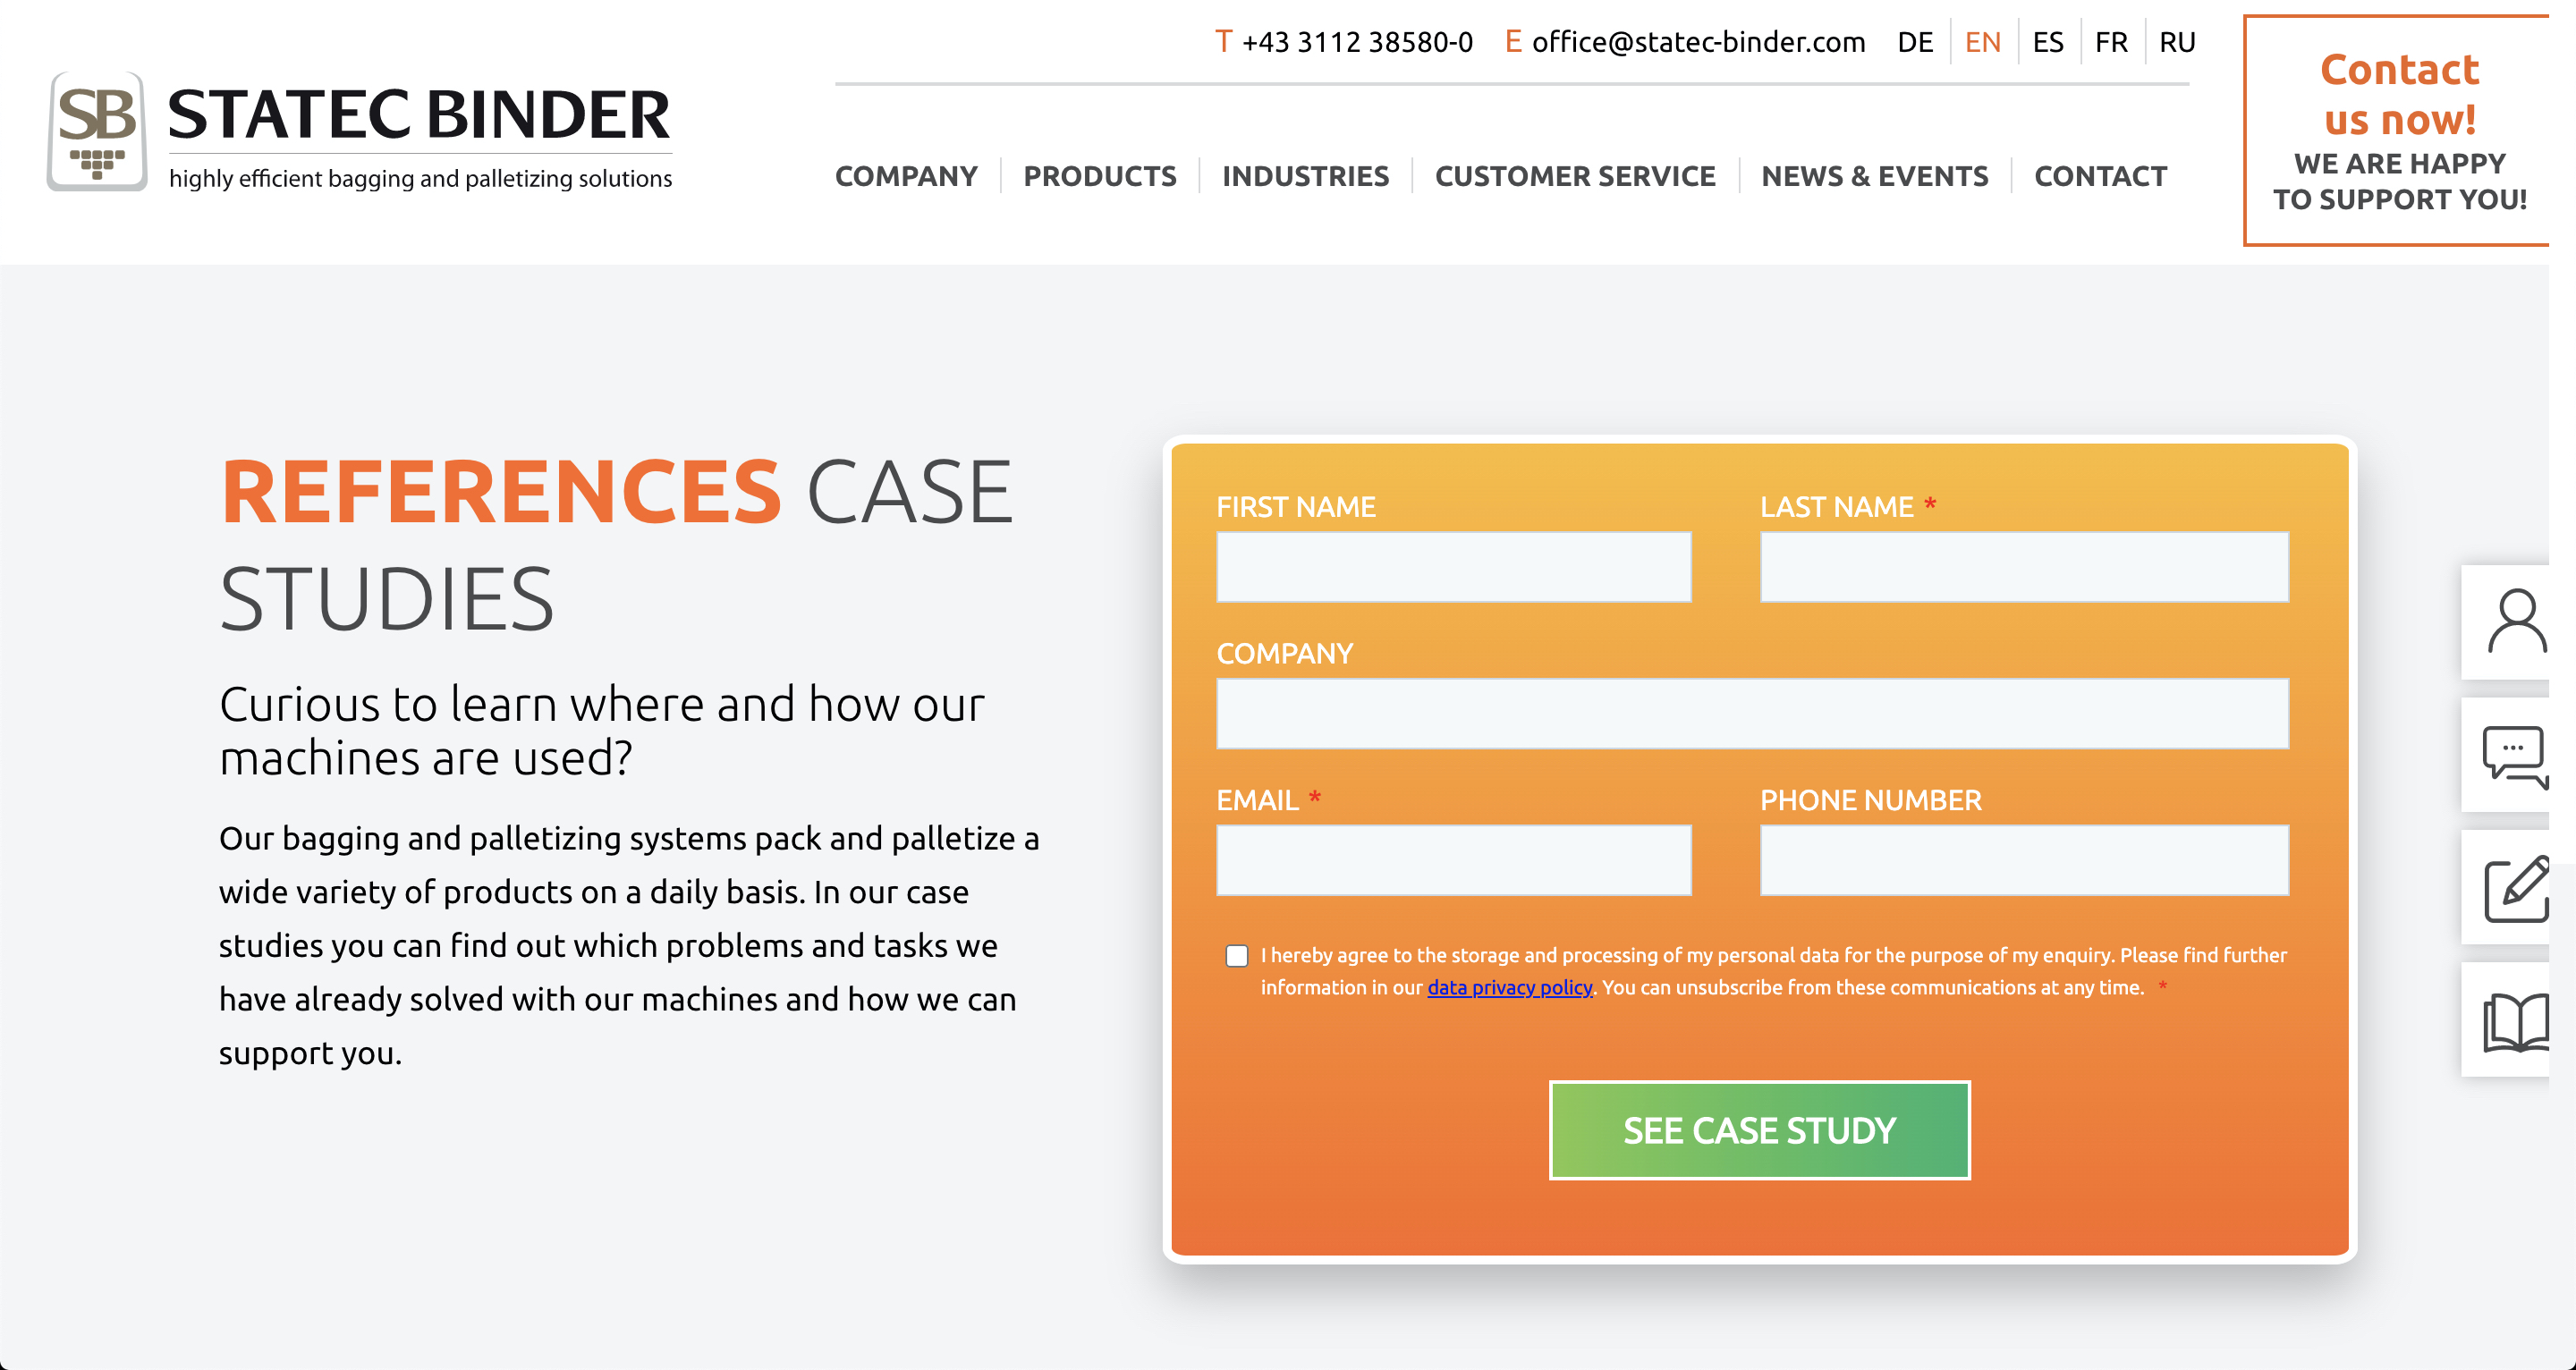 T +43 3112 38580-0 E office@statec-binder.com DE EN ES FR RU
SB STATEC BINDER
highly efficient bagging and palletizing solutions
COMPANY PRODUCTS INDUSTRIES CUSTOMER SERVICE NEWS & EVENTS CONTACT
Contact
us now!
WE ARE HAPPY
TO SUPPORT YOU!
REFERENCES CASE
STUDIES
Curious to learn where and how our
machines are used?
Our bagging and palletizing systems pack and palletize a
wide variety of products on a daily basis. In our case
studies you can find out which problems and tasks we
have already solved with our machines and how we can
support you.
FIRST NAME LAST NAME *
COMPANY
EMAIL * PHONE NUMBER
I hereby agree to the storage and processing of my personal data for the purpose of my enquiry. Please find further
information in our data privacy policy. You can unsubscribe from these communications at any time. *
SEE CASE STUDY